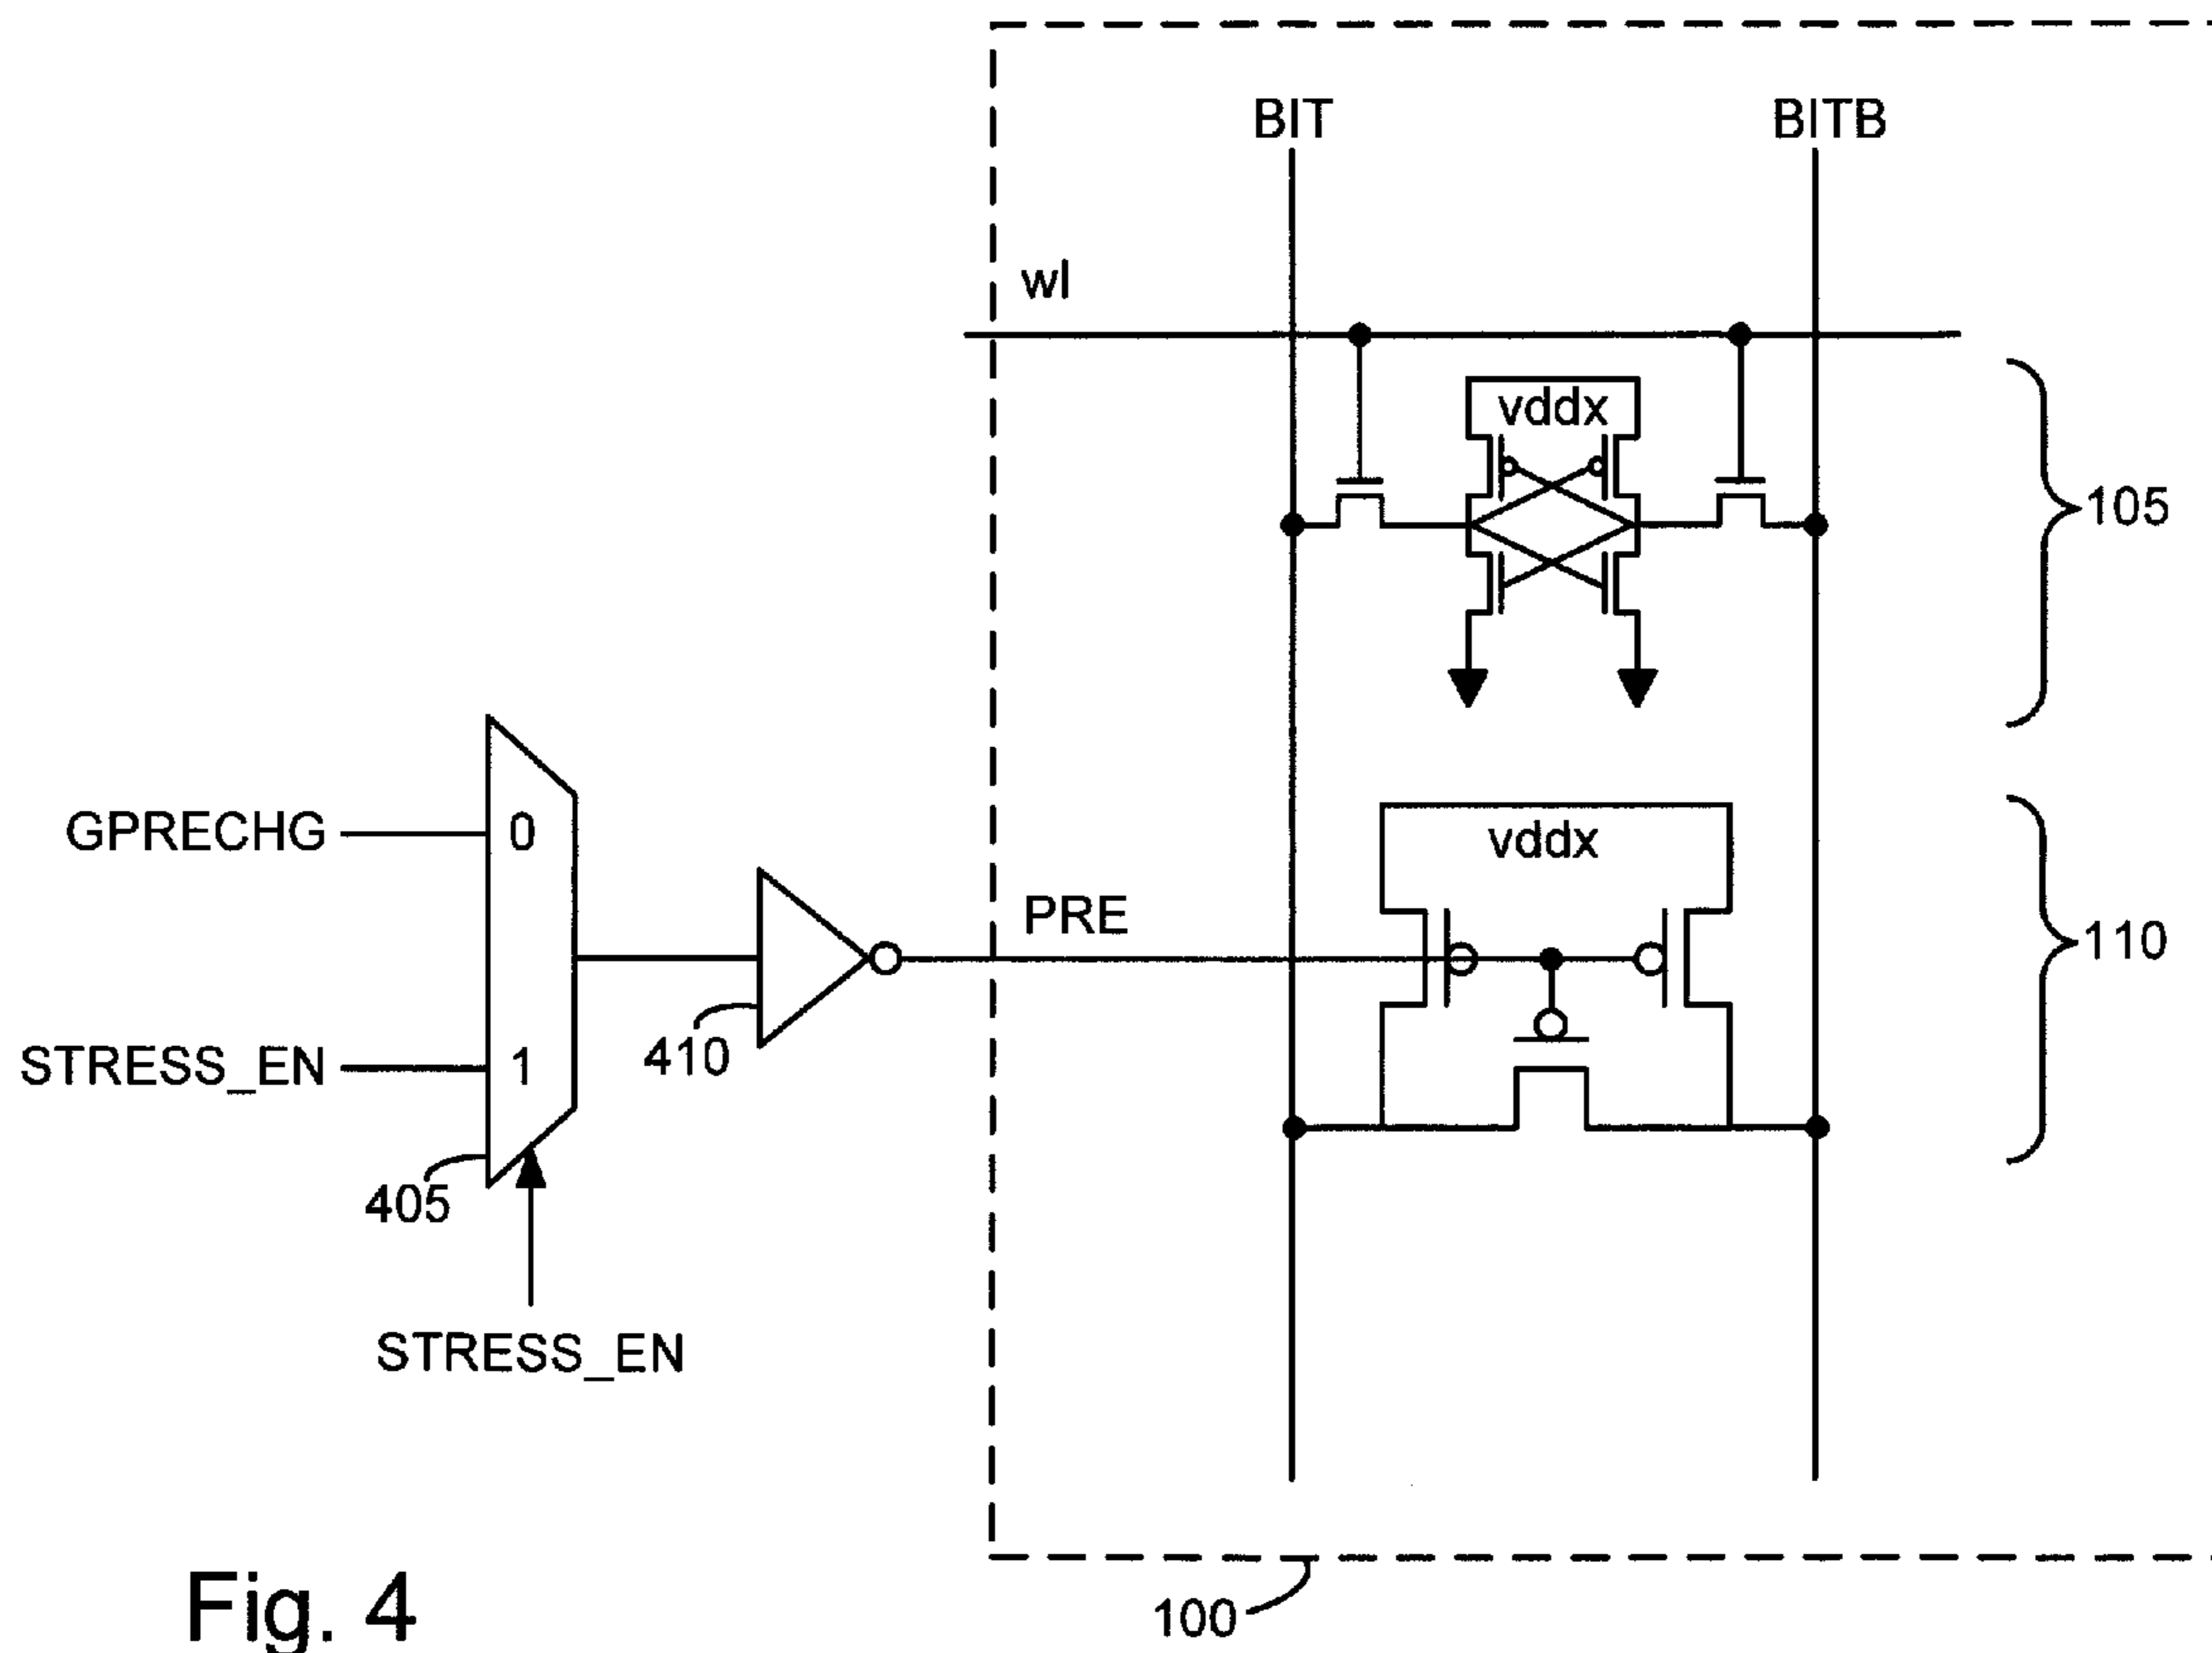 BIT
BITB
wl
vddx
105
GPRECHG
0
vddx
PRE
110
STRESS_EN
1
410
405
STRESS_EN
100
Fig. 4